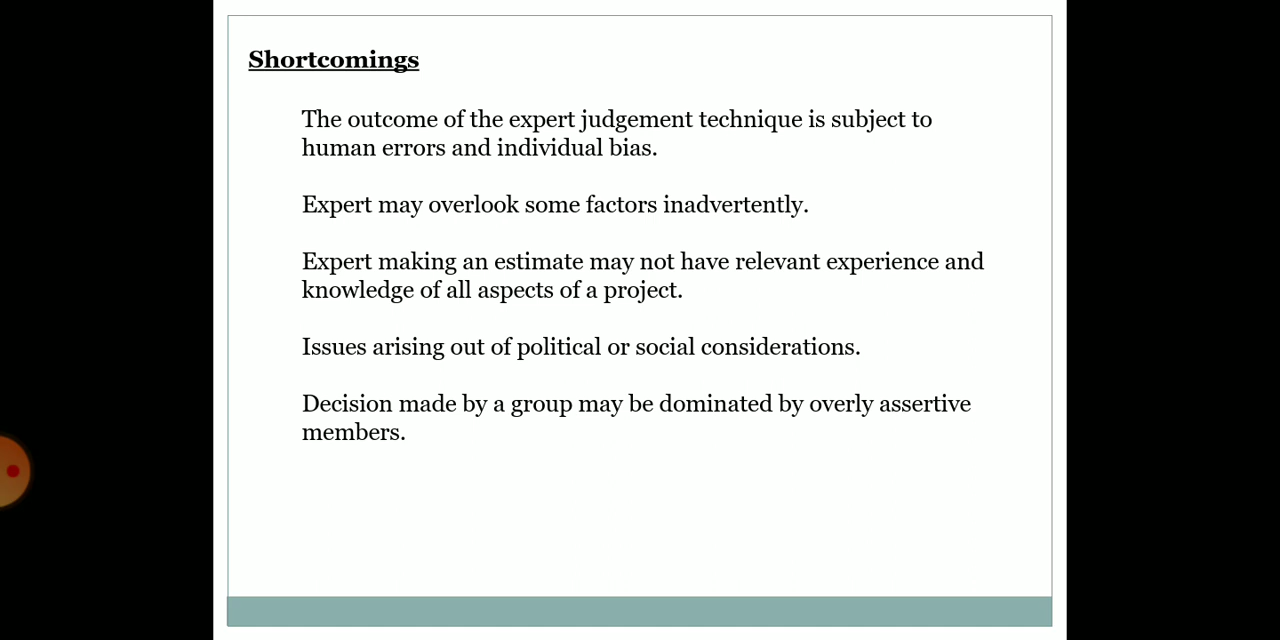 Shortcomings
The outcome of the expert judgement technique is subject to
human errors and individual bias.
Expert may overlook some factors inadvertently.
Expert making an estimate may not have relevant experience and
knowledge of all aspects of a project.
Issues arising out of political or social considerations.
Decision made by a group may be dominated by overly assertive
members.